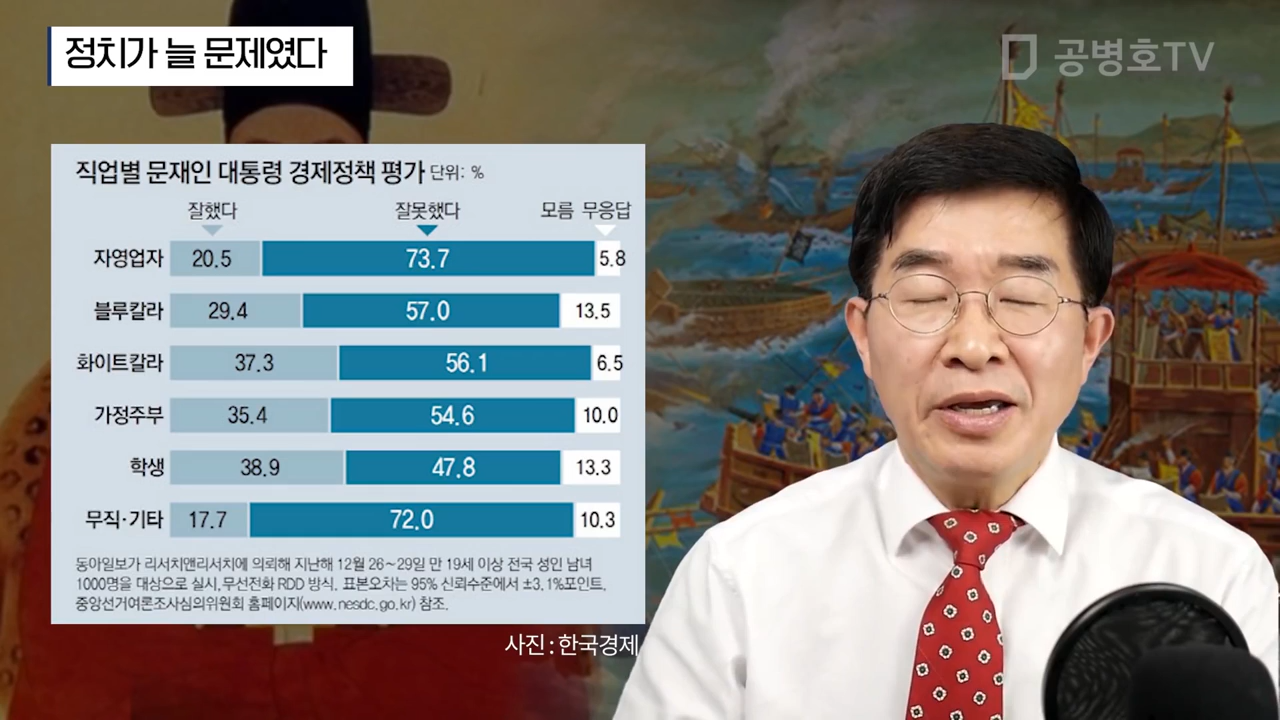 정치가 늘 문제였다
공병호TV
직업별 문재인 대통령 경제정책 평가 단위: %
잘했다 잘못했다 모름 무응답
자영업자 20.5 73.7 5.8
블루칼라 29.4 57.0 13.5
화이트칼라 37.3 56.1 6.5
가정주부 35.4 54.6 10.0
학생 38.9 47.8 13.3
무직·기타 17.7 72.0 10.3
동아일보가 리서치앤리서치에 의뢰해 지난해 12월 26~29일 만 19세 이상 전국 성인 남녀
1000명을 대상으로 실시, 무선전화 RDD 방식. 표본오차는 95% 신뢰수준에서 ±3.1%포인트.
중앙선거여론조사심의위원회 홈페이지(www.nesdc.go.kr) 참조.
사진 : 한국경제